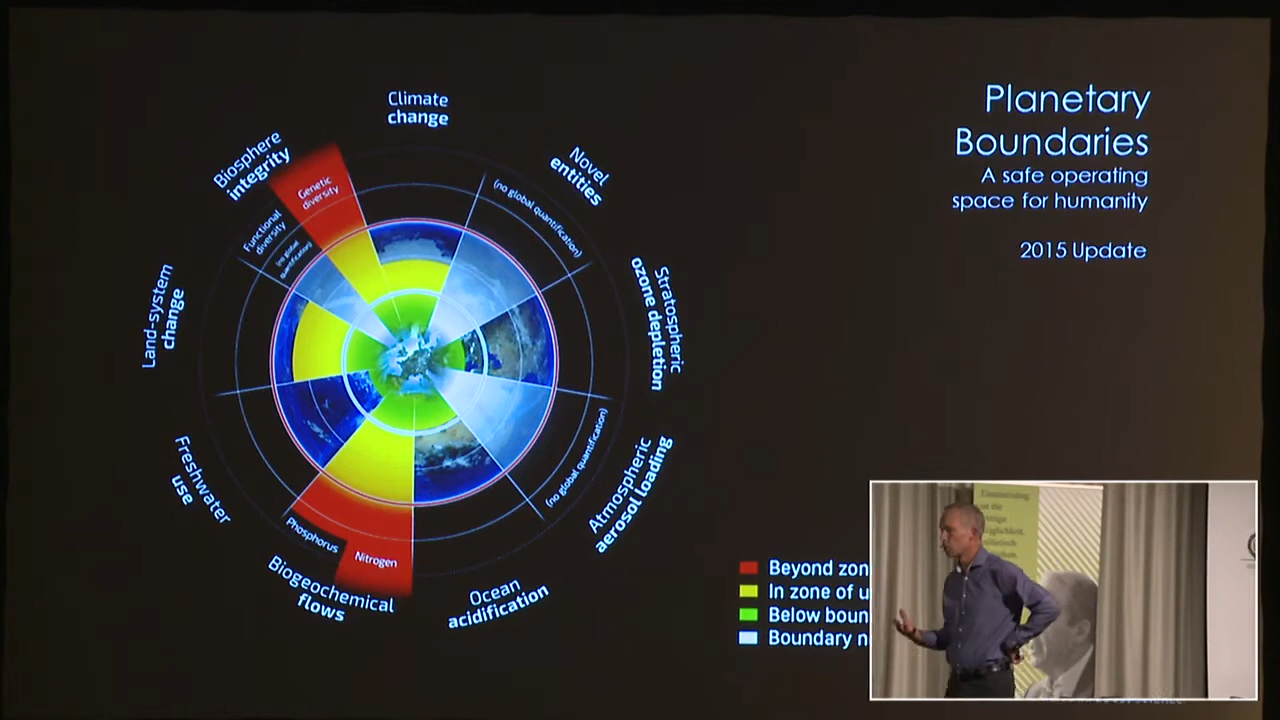 Planetary
Boundaries
A safe operating
space for humanity
2015 Update
Climate
change
Novel
entities
(no global quantification)
Stratospheric
ozone depletion
Atmospheric
aerosol loading
(no global quantification)
Ocean
acidification
Biogeochemical
flows
Phosphorus
Nitrogen
Freshwater
use
Land-system
change
Biosphere
integrity
Genetic
diversity
Functional
diversity
(no global
quantification)
Beyond zon
In zone of u
Below boun
Boundary n